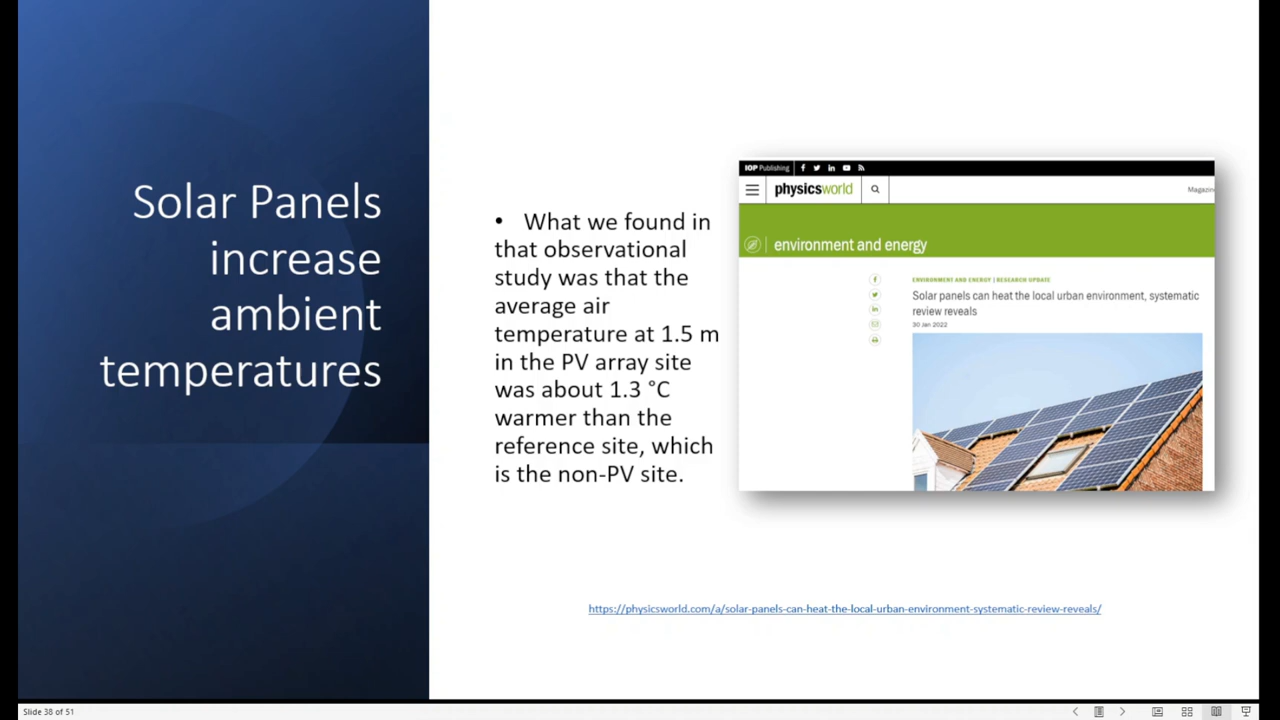 Solar Panels
increase
ambient
temperatures
• What we found in
that observational
study was that the
average air
temperature at 1.5 m
in the PV array site
was about 1.3 °C
warmer than the
reference site, which
is the non-PV site.
IOP Publishing
physicsworld
Magazin
environment and energy
ENVIRONMENT AND ENERGY | RESEARCH UPDATE
Solar panels can heat the local urban environment, systematic
review reveals
30 Jan 2022
https://physicsworld.com/a/solar-panels-can-heat-the-local-urban-environment-systematic-review-reveals/
Slide 38 of 51